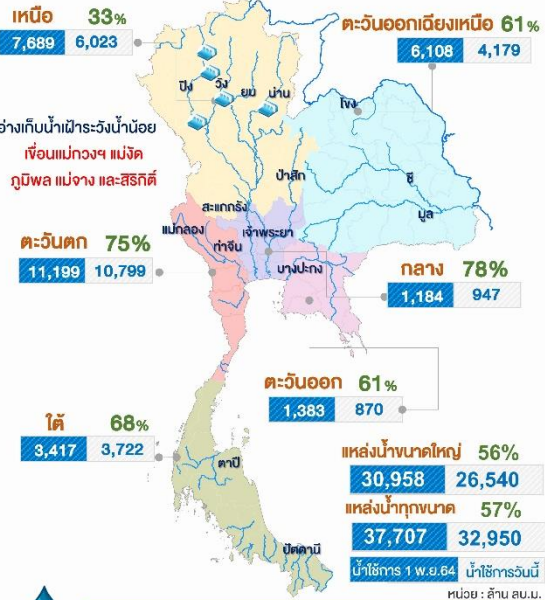 เหนือ 33%
7,689 6,023
ตะวันออกเฉียงเหนือ 61%
6,108 4,179
ปิง
วัง
ยม
น่าน
โขง
อ่างเก็บน้ำเฝ้าระวังน้ำน้อย
เขื่อนแม่กวงฯ แม่งัด
ภูมิพล แม่จาง และสิริกิติ์
ป่าสัก
ชี
มูล
สะแกกรัง
แม่กลอง
เจ้าพระยา
ท่าจีน
บางปะกง
ตะวันตก 75%
11,199 10,799
กลาง 78%
1,184 947
ตะวันออก 61%
1,383 870
ใต้ 68%
3,417 3,722
ตาปี
ปัตตานี
แหล่งน้ำขนาดใหญ่ 56%
30,958 26,540
แหล่งน้ำทุกขนาด 57%
37,707 32,950
น้ำใช้การ 1 พ.ย.64 น้ำใช้การวันนี้
หน่วย : ล้าน ลบ.ม.